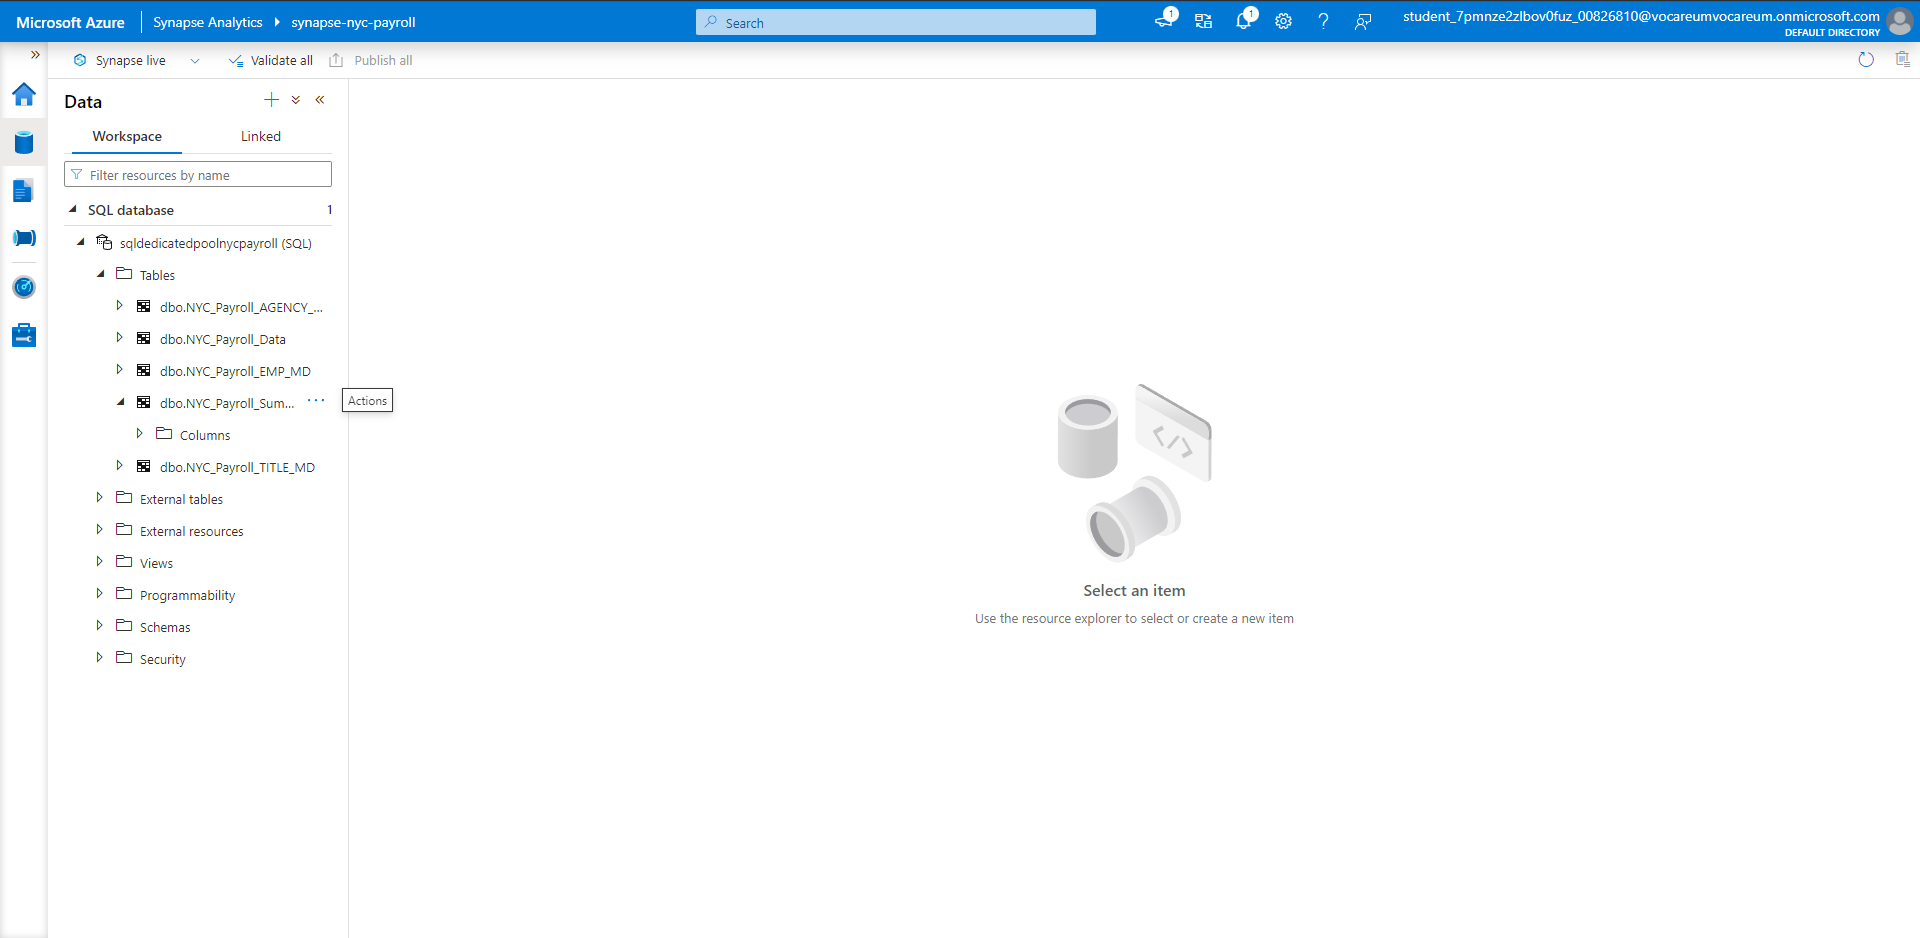 Microsoft Azure
Synapse Analytics
synapse-nyc-payroll
Search
1
1
student_7pmnze2zlbov0fuz_00826810@vocareumvocareum.onmicrosoft.com
DEFAULT DIRECTORY
Synapse live
Validate all
Publish all
Data
Workspace
Linked
Filter resources by name
SQL database
1
sqldedicatedpoolnycpayroll (SQL)
Tables
dbo.NYC_Payroll_AGENCY_...
dbo.NYC_Payroll_Data
dbo.NYC_Payroll_EMP_MD
dbo.NYC_Payroll_Sum...
Actions
Columns
dbo.NYC_Payroll_TITLE_MD
External tables
External resources
Views
Programmability
Schemas
Security
Select an item
Use the resource explorer to select or create a new item